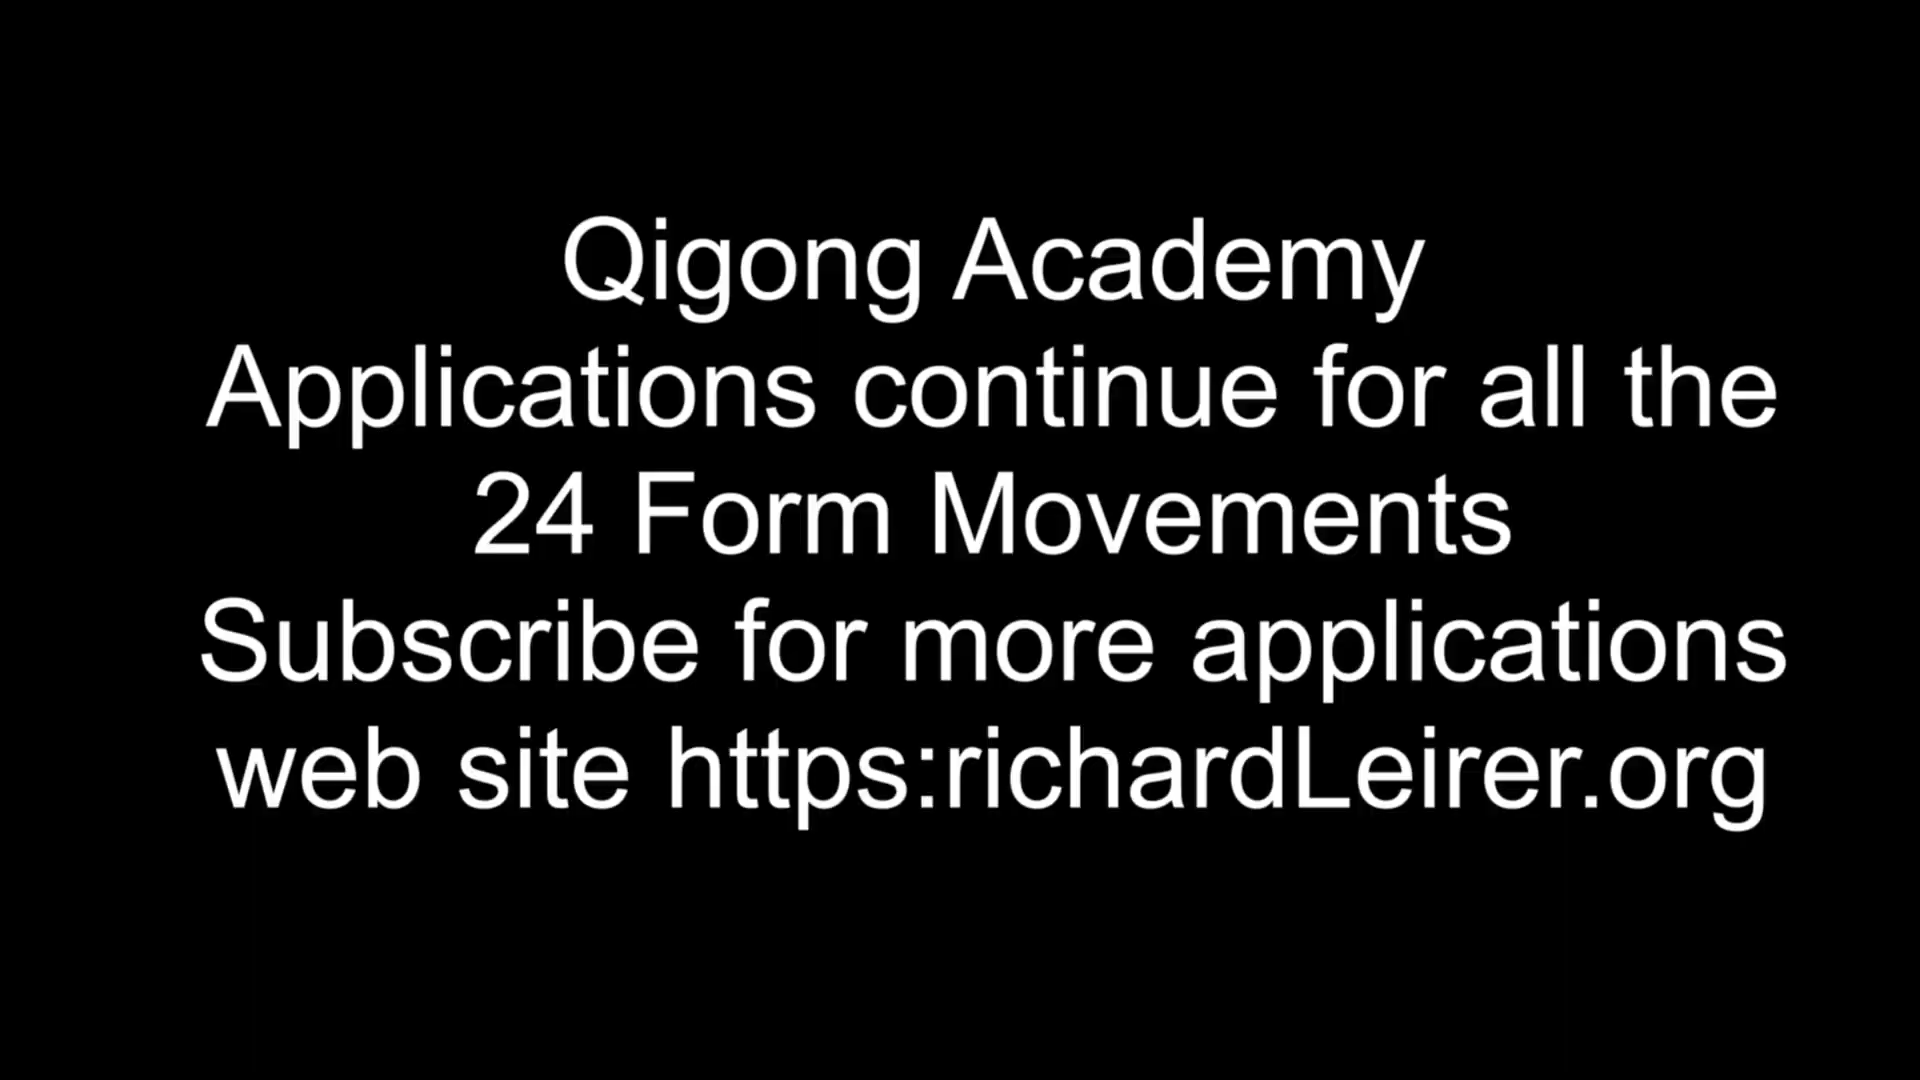 Qigong Academy
Applications continue for all the
24 Form Movements
Subscribe for more applications
web site https:richardLeirer.org